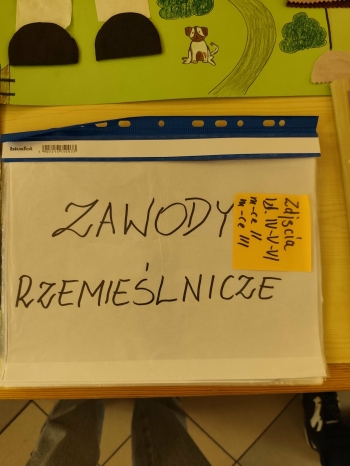 ZAWODY
RZEMIEŚLNICZE
Zdjęcia
kl. IV-V-VI
m-ce II
m-ce III